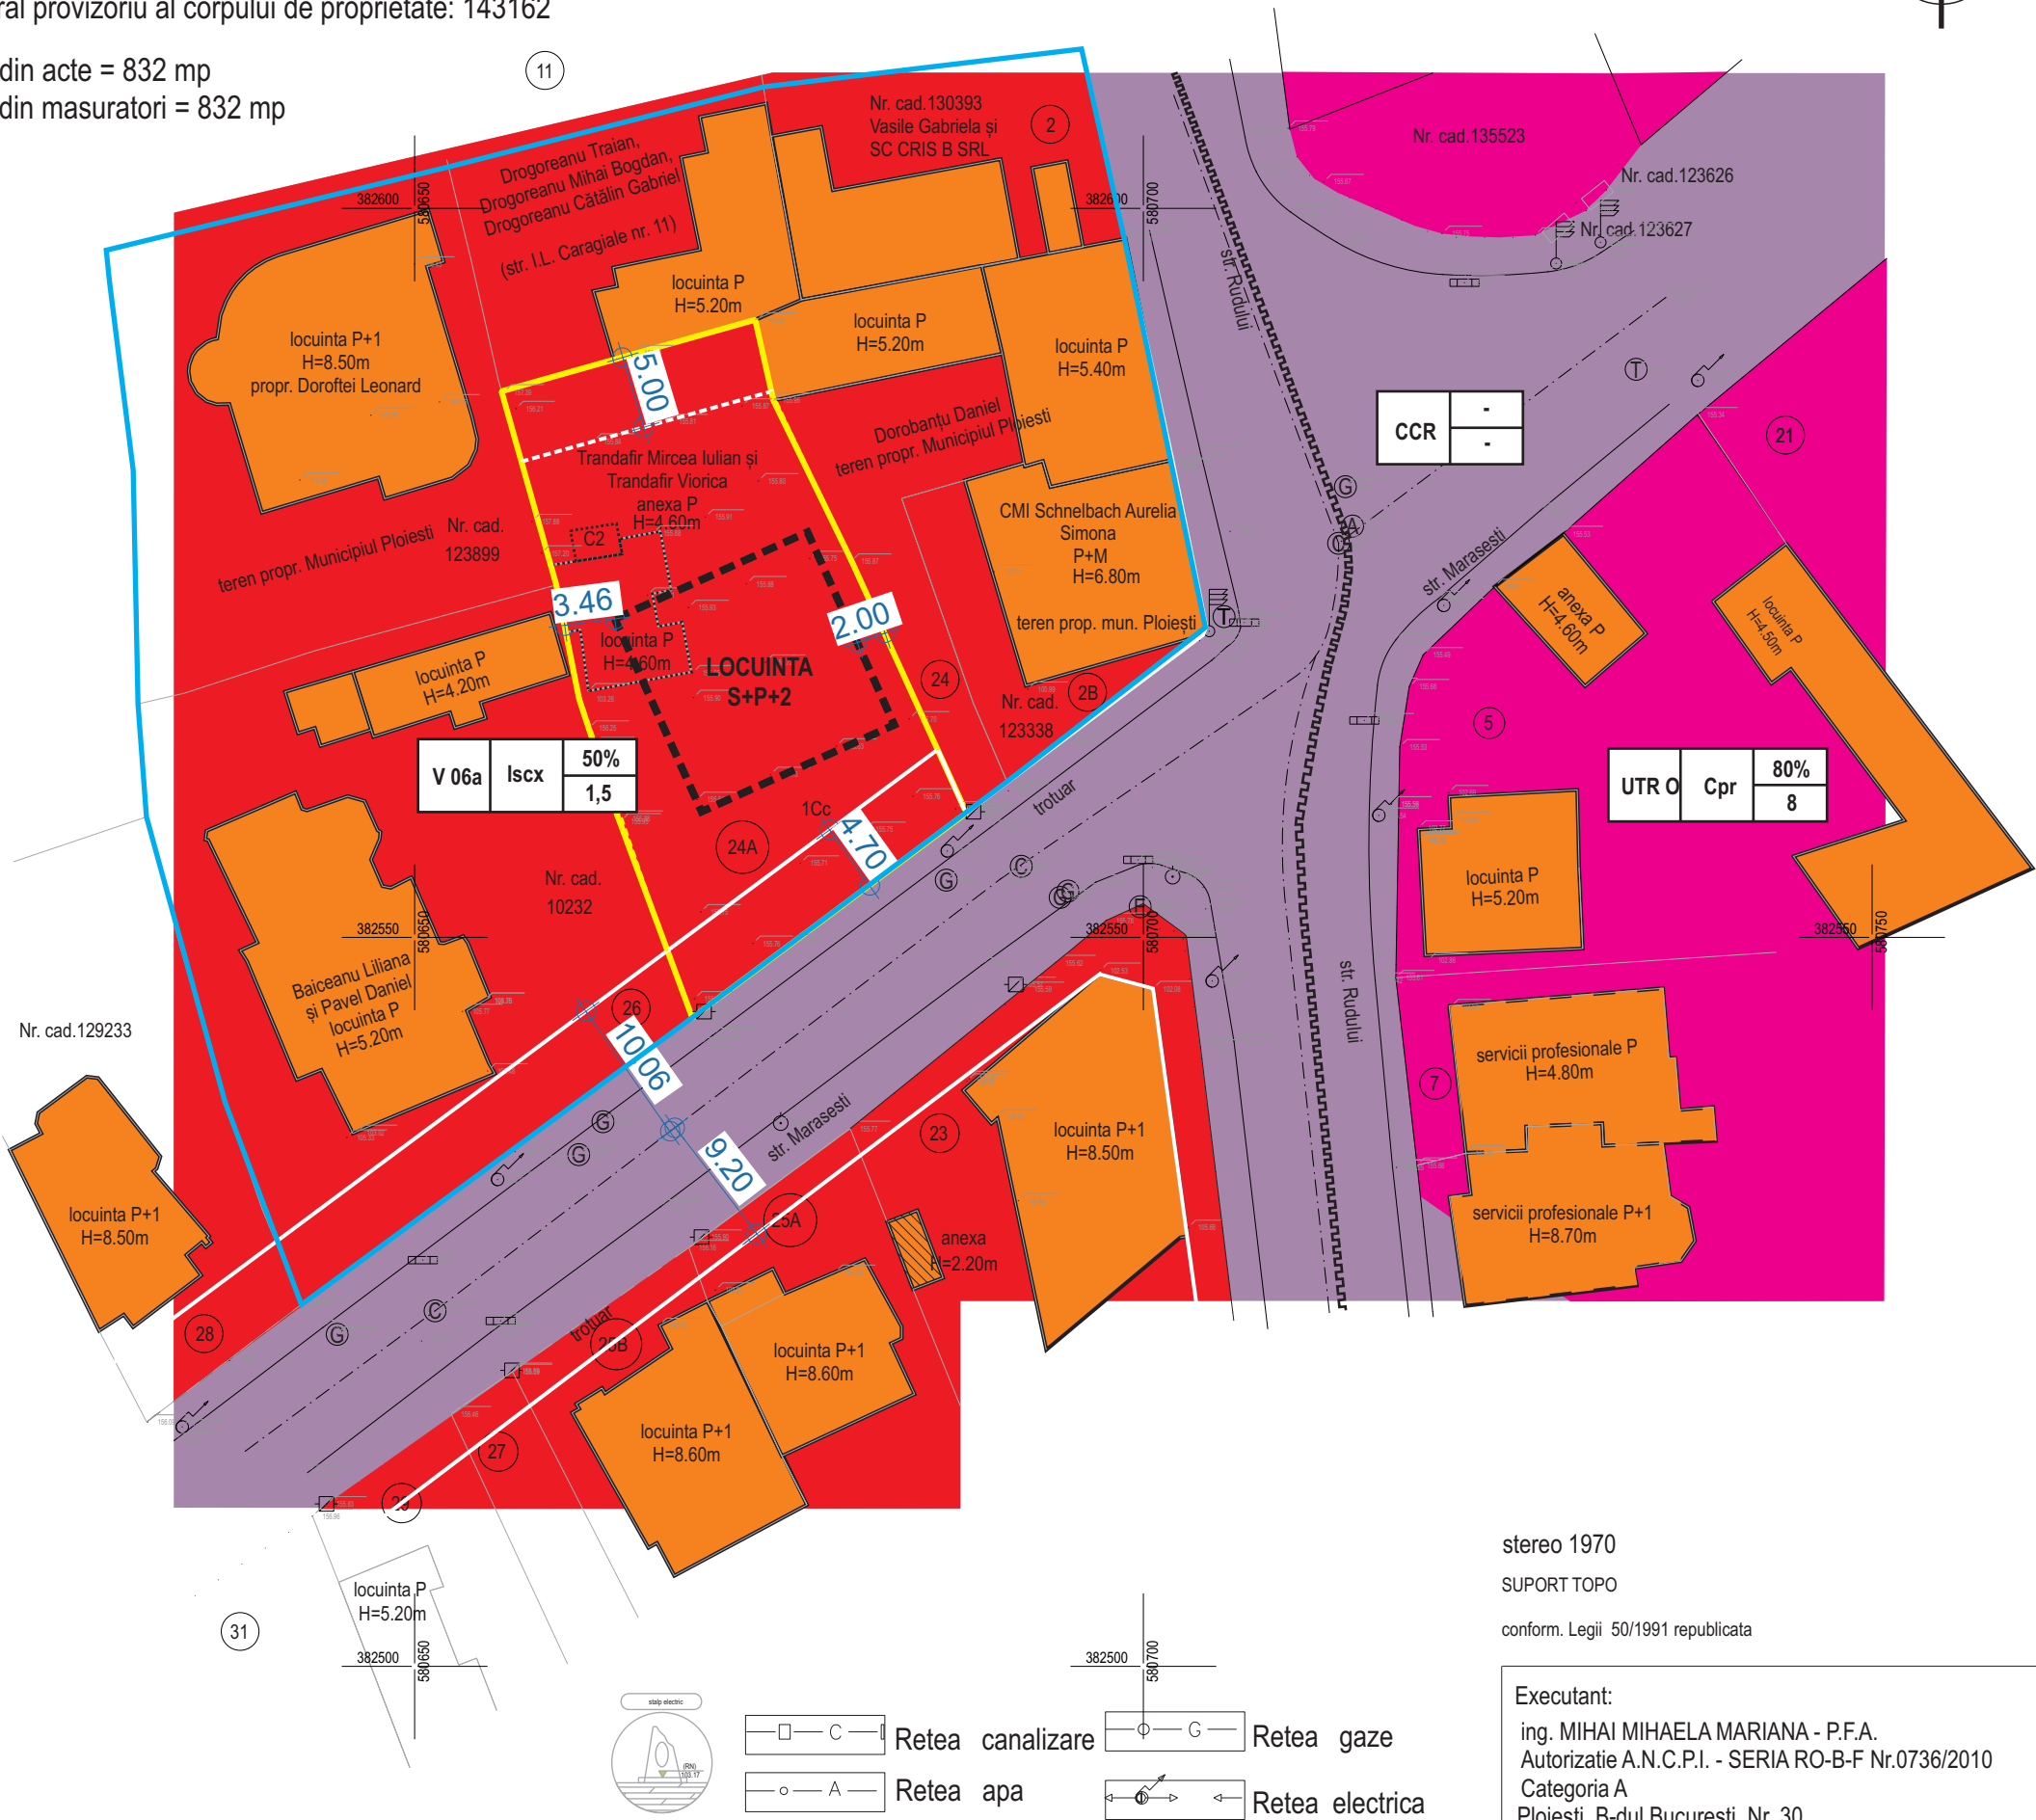 ral provizoriu al corpului de proprietate: 143162
din acte = 832 mp
din masuratori = 832 mp
11
Nr. cad.130393
Vasile Gabriela și
SC CRIS B SRL
2
Drogoreanu Traian,
Drogoreanu Mihai Bogdan,
Drogoreanu Cătălin Gabriel
(str. I.L. Caragiale nr. 11)
382600
580650
382600
580700
Nr. cad.135523
Nr. cad.123626
Nr. cad.123627
str. Rudului
locuinta P
H=5.20m
locuinta P
H=5.20m
locuinta P
H=5.40m
locuinta P+1
H=8.50m
propr. Doroftei Leonard
5.00
T
CCR
-
-
21
Dorobanțu Daniel
teren propr. Municipiul Ploiesti
Trandafir Mircea Iulian și
Trandafir Viorica
anexa P
H=4.60m
C2
Nr. cad.
123899
teren propr. Municipiul Ploiesti
CMI Schnelbach Aurelia
Simona
P+M
H=6.80m
teren prop. mun. Ploiești
T
G
A
C
str. Marasesti
anexa P
H=4.60m
locuinta P
H=4.50m
3.46
2.00
locuinta P
H=4.60m
LOCUINTA
S+P+2
locuinta P
H=4.20m
24
2B
Nr. cad.
123338
5
V 06a
Iscx
50%
1,5
UTR O
Cpr
80%
8
1Cc
4.70
24A
trotuar
G
C
G
F
Nr. cad.
10232
locuinta P
H=5.20m
382550
580650
382550
580700
382550
580750
Baiceanu Liliana
și Pavel Daniel
locuinta P
H=5.20m
Nr. cad.129233
26
10.06
9.20
str. Marasesti
str. Rudului
servicii profesionale P
H=4.80m
7
23
locuinta P+1
H=8.50m
servicii profesionale P+1
H=8.70m
locuinta P+1
H=8.50m
25A
anexa
H=2.20m
G
G
C
G
28
trotuar
25B
locuinta P+1
H=8.60m
locuinta P+1
H=8.60m
27
29
locuinta P
H=5.20m
31
382500
580650
382500
580700
stereo 1970
SUPORT TOPO
conform. Legii 50/1991 republicata
Executant:
ing. MIHAI MIHAELA MARIANA - P.F.A.
Autorizatie A.N.C.P.I. - SERIA RO-B-F Nr.0736/2010
Categoria A
Ploiesti, B-dul Bucuresti, Nr. 30
stalp electric
(RN)
103.17
C Retea canalizare
G Retea gaze
A Retea apa
Retea electrica